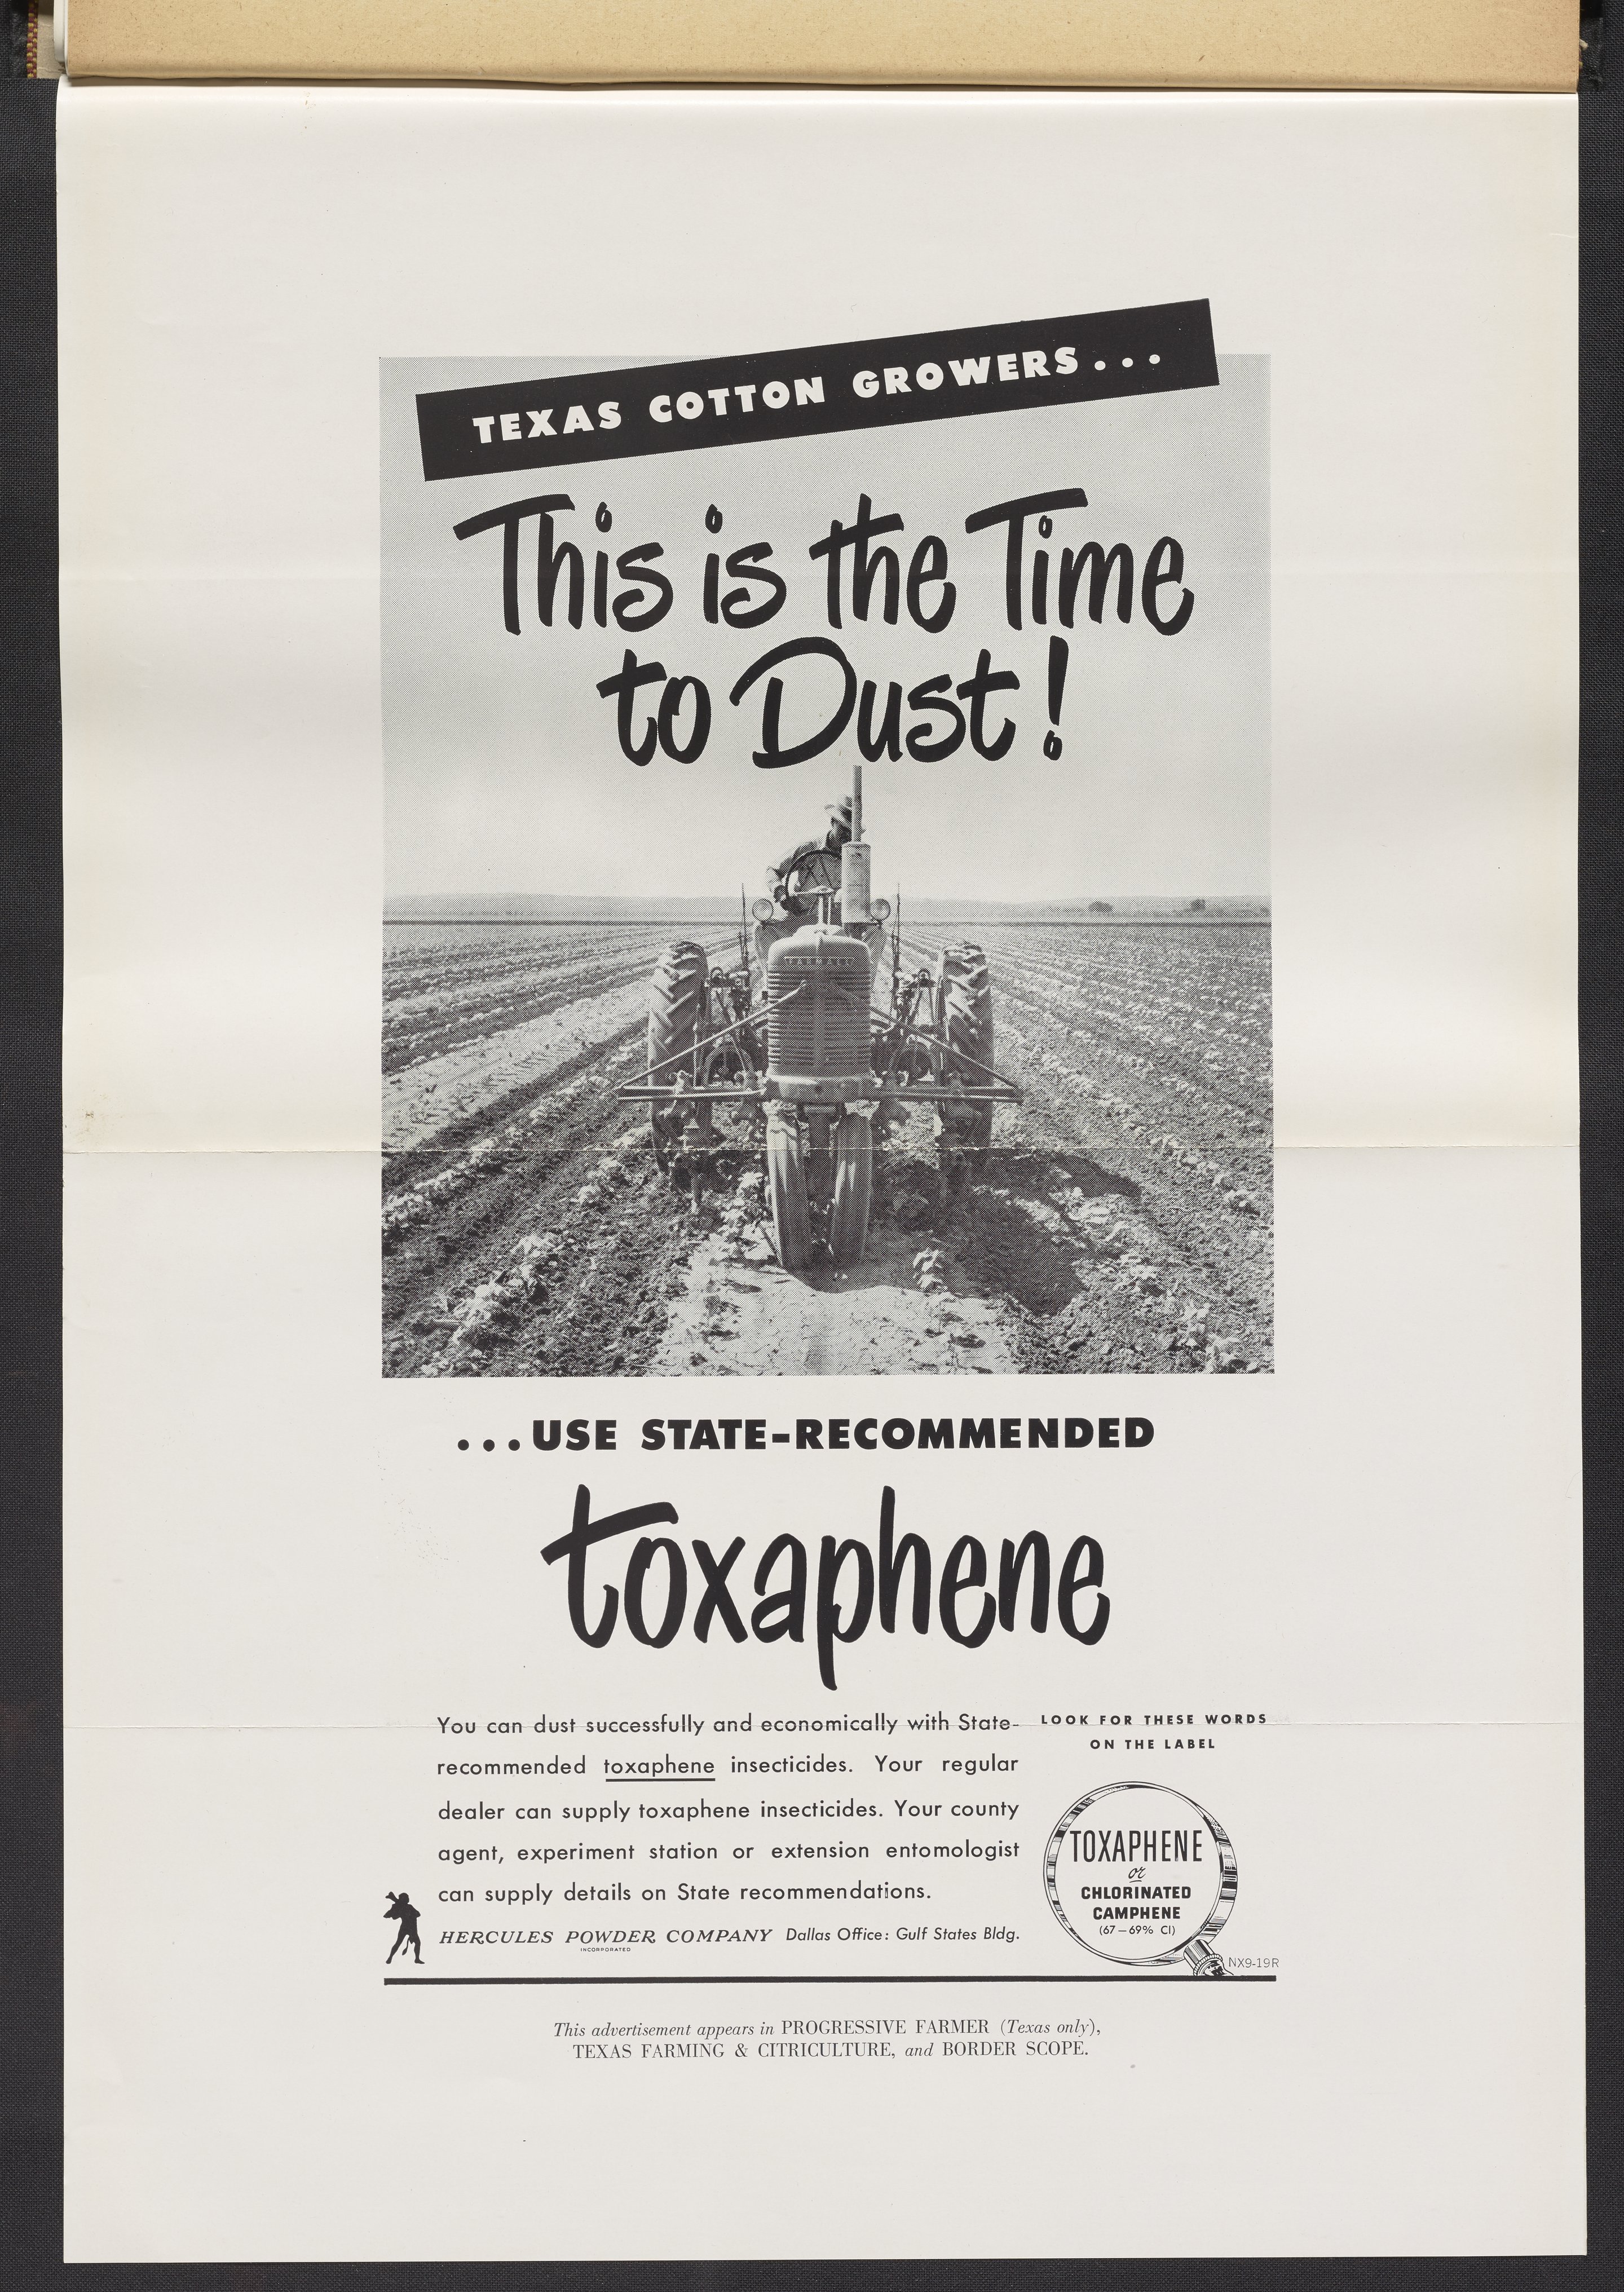 TEXAS COTTON GROWERS...
This is the Time
to Dust!
FARMALL
...USE STATE-RECOMMENDED
toxaphene
You can dust successfully and economically with State-
recommended toxaphene insecticides. Your regular
dealer can supply toxaphene insecticides. Your county
agent, experiment station or extension entomologist
can supply details on State recommendations.
HERCULES POWDER COMPANY Dallas Office: Gulf States Bldg.
INCORPORATED
LOOK FOR THESE WORDS
ON THE LABEL
TOXAPHENE
or
CHLORINATED
CAMPHENE
(67–69% Cl)
NX9-19R
This advertisement appears in PROGRESSIVE FARMER (Texas only),
TEXAS FARMING & CITRICULTURE, and BORDER SCOPE.